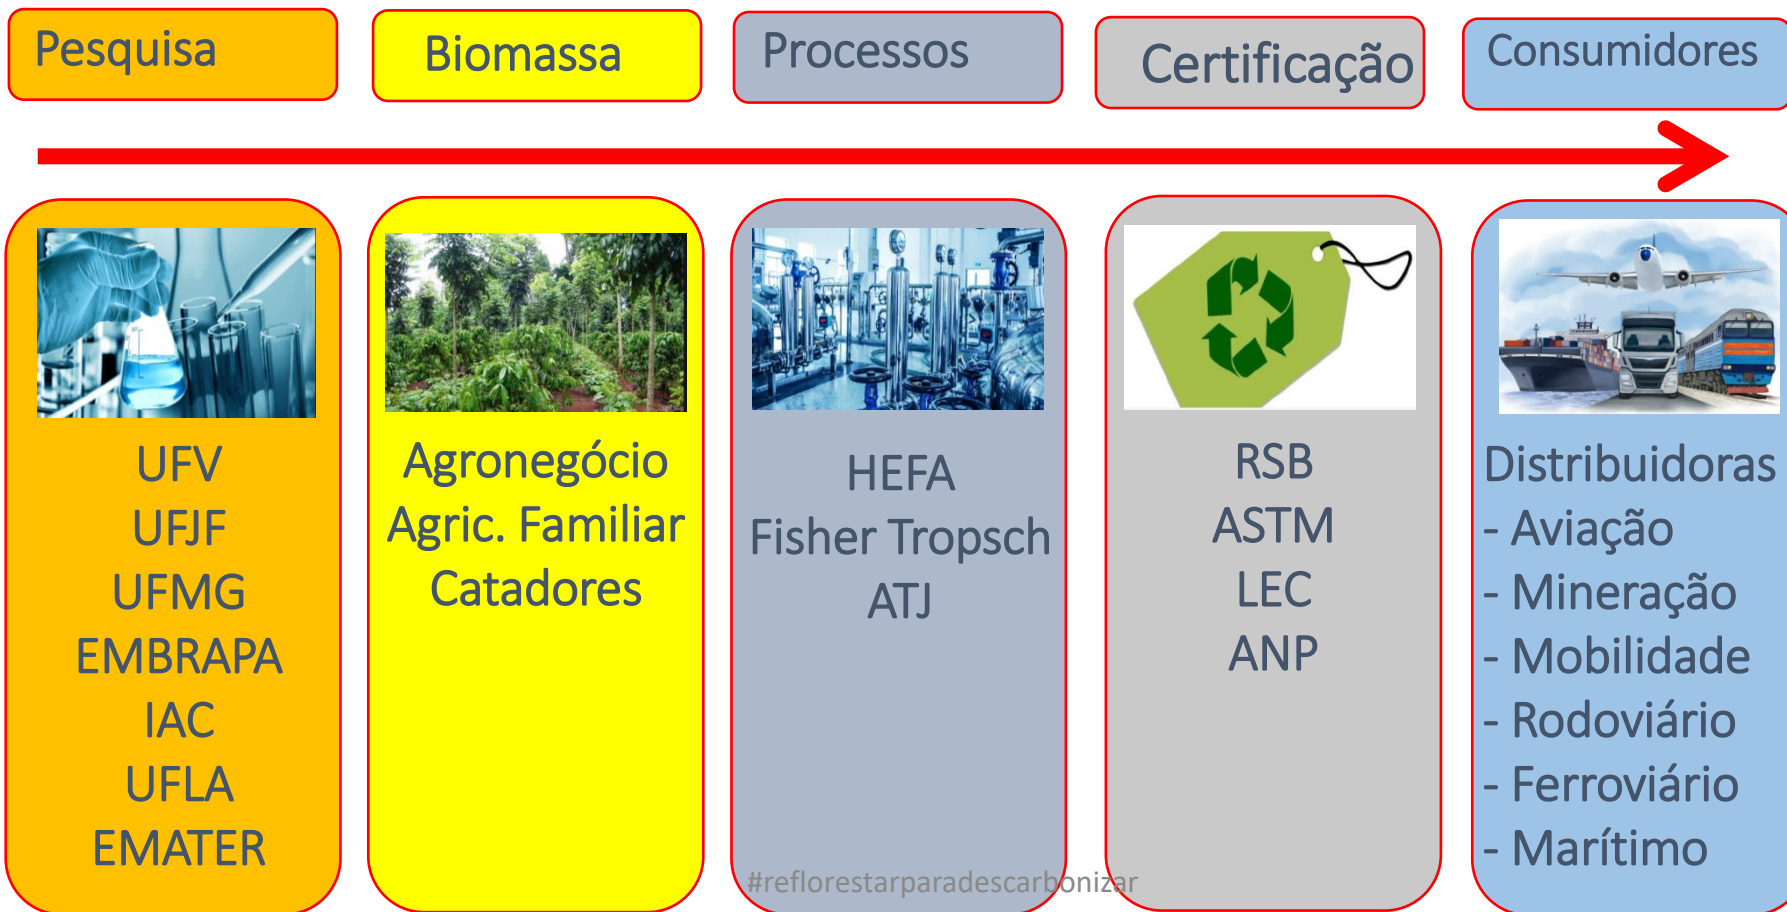 Pesquisa
Biomassa
Processos
Certificação
Consumidores
UFV
UFJF
UFMG
EMBRAPA
IAC
UFLA
EMATER
Agronegócio
Agric. Familiar
Catadores
HEFA
Fisher Tropsch
ATJ
RSB
ASTM
LEC
ANP
Distribuidoras
- Aviação
- Mineração
- Mobilidade
- Rodoviário
- Ferroviário
- Marítimo
#reflorestarparadescarbonizar